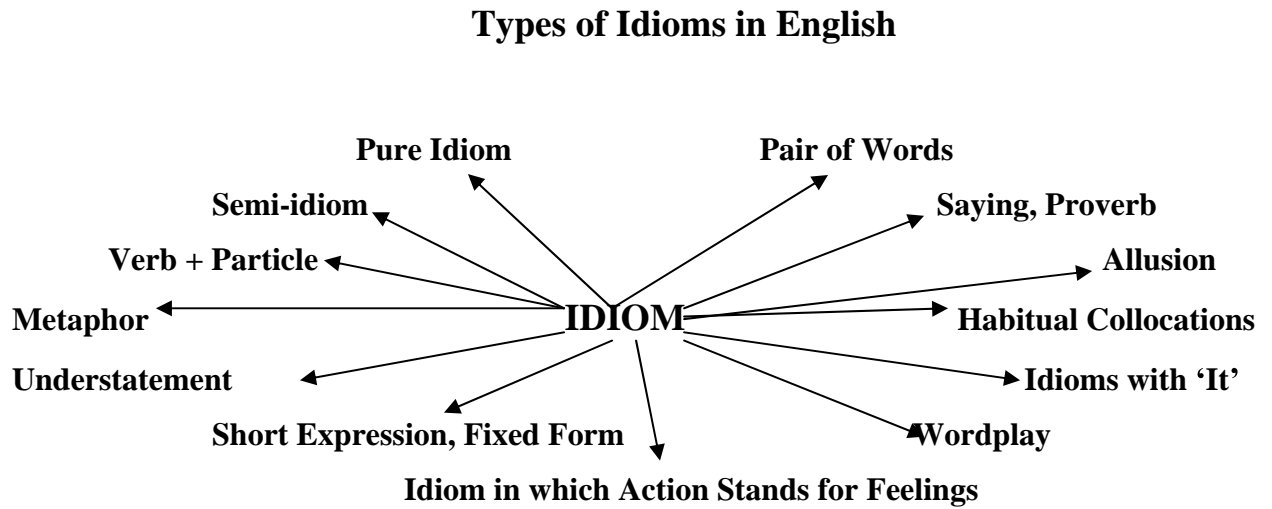 Types of Idioms in English
Pure Idiom
Pair of Words
Semi-idiom
Saying, Proverb
Verb + Particle
Allusion
Metaphor
IDIOM
Habitual Collocations
Understatement
Idioms with ‘It’
Short Expression, Fixed Form
Wordplay
Idiom in which Action Stands for Feelings